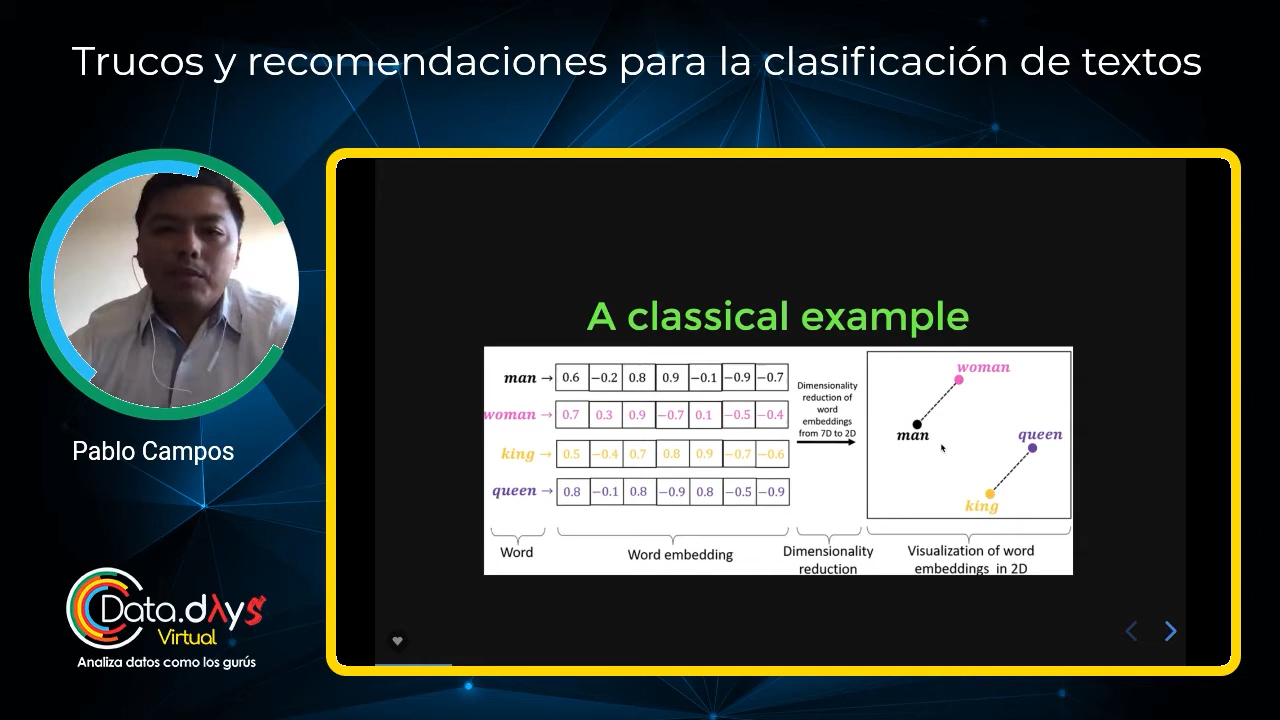 Trucos y recomendaciones para la clasificación de textos
Pablo Campos
Data.dλys
Virtual
Analiza datos como los gurús
A classical example
man → 0.6 −0.2 0.8 0.9 −0.1 −0.9 −0.7
woman → 0.7 0.3 0.9 −0.7 0.1 −0.5 −0.4
king → 0.5 −0.4 0.7 0.8 0.9 −0.7 −0.6
queen → 0.8 −0.1 0.8 −0.9 0.8 −0.5 −0.9
Dimensionality
reduction of
word
embeddings
from 7D to 2D
woman
man
queen
king
Word
Word embedding
Dimensionality
reduction
Visualization of word
embeddings in 2D